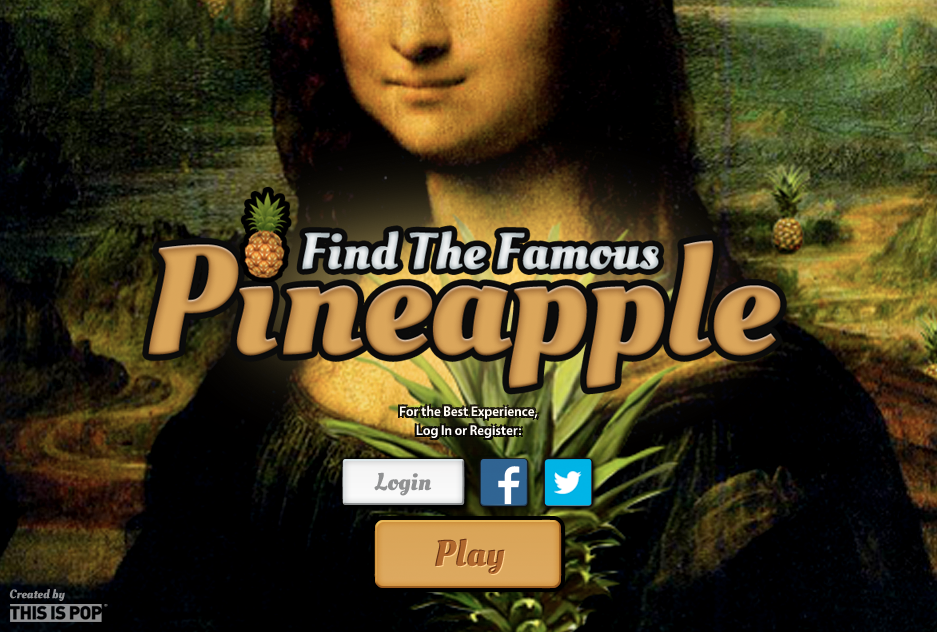 Find The Famous
Pineapple
For the Best Experience,
Log In or Register:
Login
Play
Created by
THIS IS POP